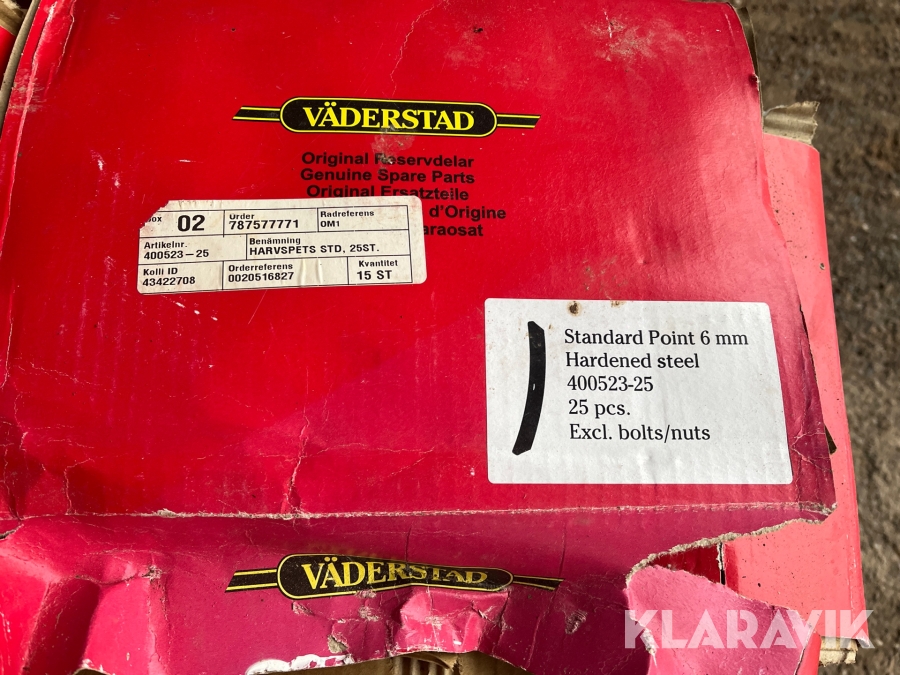 VÄDERSTAD
Original Reservdelar
Genuine Spare Parts
Original Ersatzteile
d'Origine
araosat
Box 02
Order
787577771
Radreferens
OM1
Artikelnr.
400523-25
Benämning
HARVSPETS STD, 25ST.
Kolli ID
43422708
Orderreferens
0020516827
Kvantitet
15 ST
Standard Point 6 mm
Hardened steel
400523-25
25 pcs.
Excl. bolts/nuts
VÄDERSTAD
KLARAVIK